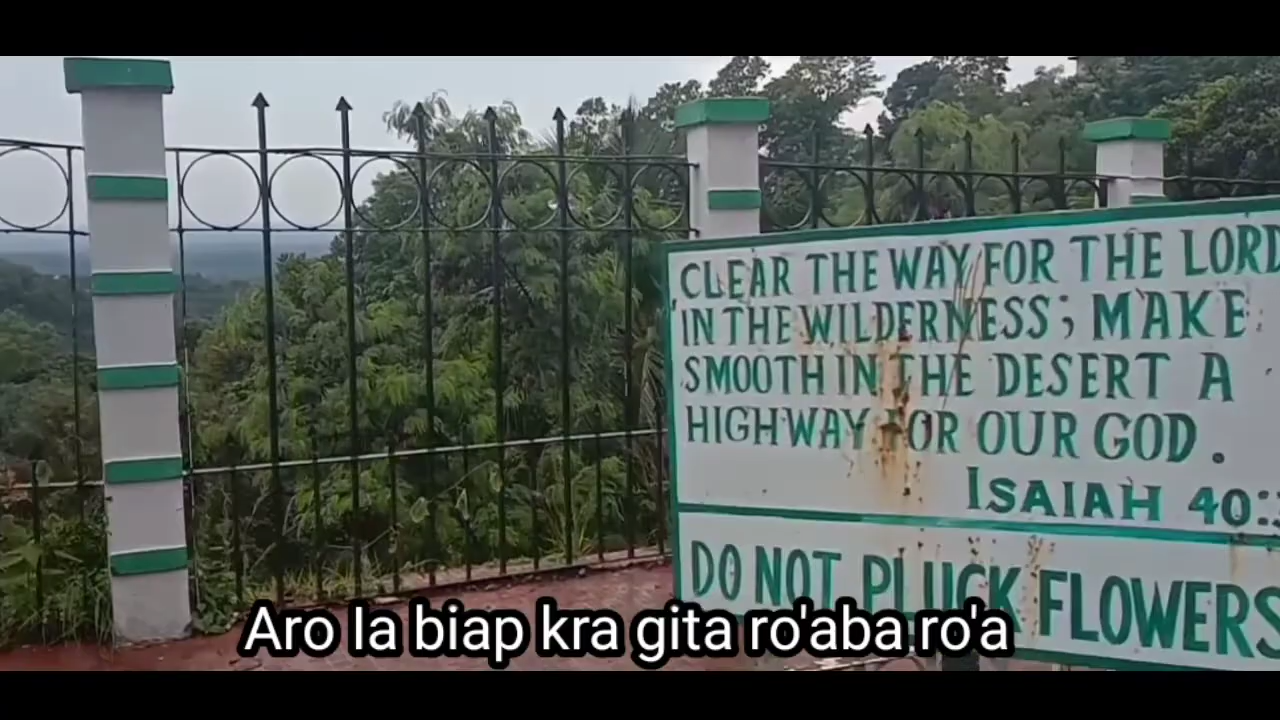 CLEAR THE WAY FOR THE LORD
IN THE WILDERNESS; MAKE
SMOOTH IN THE DESERT A
HIGHWAY FOR OUR GOD.
ISAIAH 40:
DO NOT PLUCK FLOWERS
Aro Ia biap kra gita ro'aba ro'a